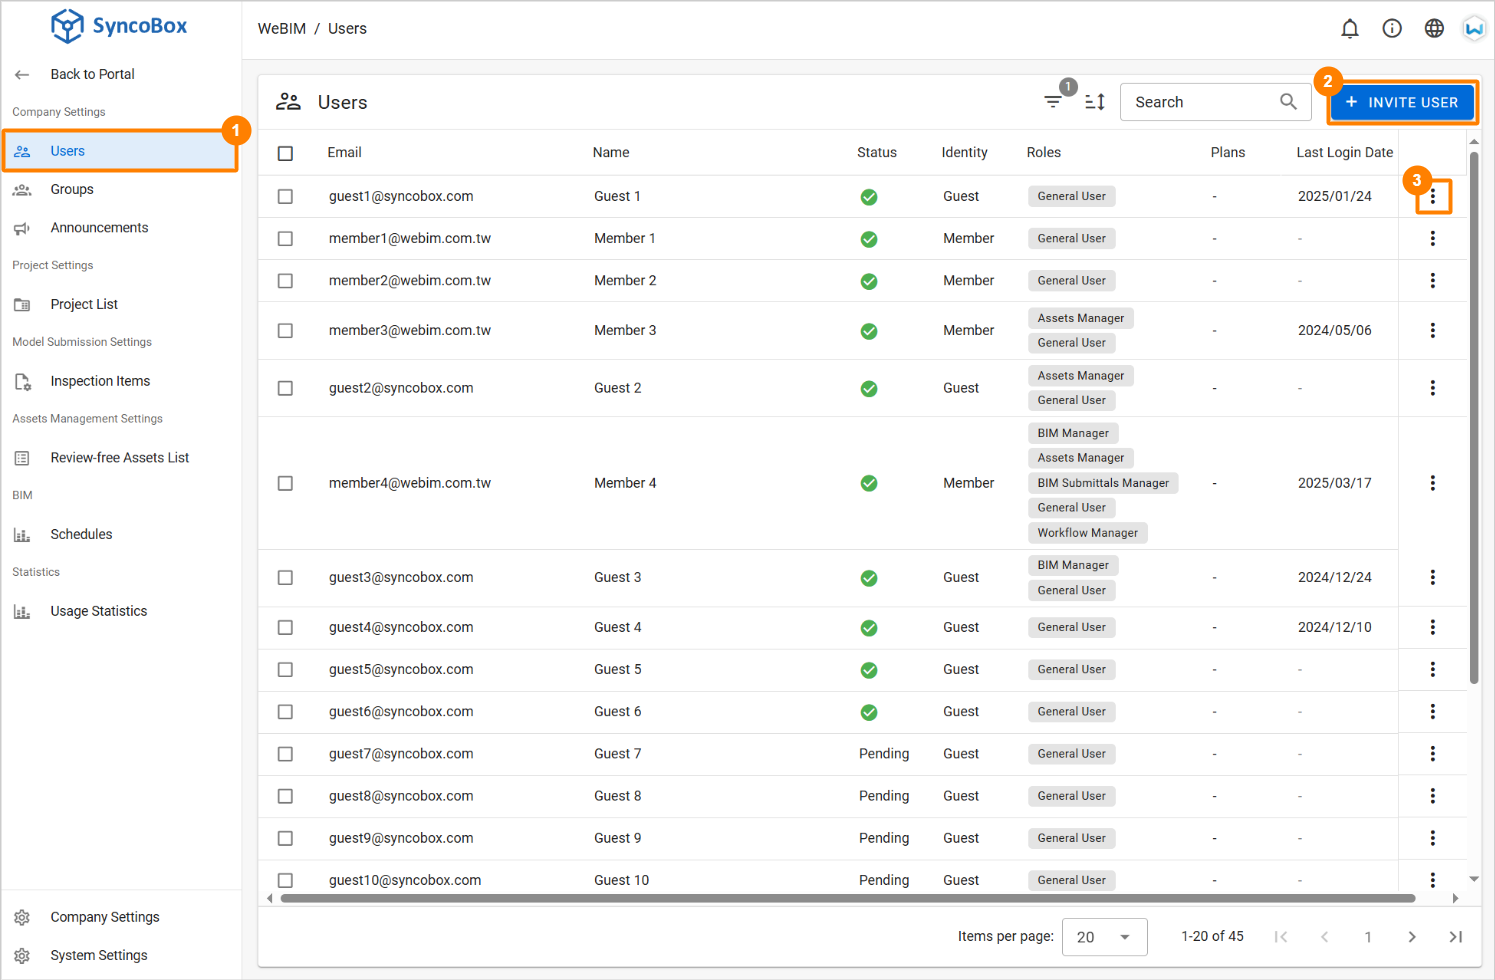 SyncoBox
WeBIM / Users
Back to Portal
Company Settings
Users
1
Groups
Announcements
Project Settings
Project List
Model Submission Settings
Inspection Items
Assets Management Settings
Review-free Assets List
BIM
Schedules
Statistics
Usage Statistics
Company Settings
System Settings
Users
1
Search
2
+ INVITE USER
Email Name Status Identity Roles Plans Last Login Date
guest1@syncobox.com Guest 1 Guest General User - 2025/01/24
3
member1@webim.com.tw Member 1 Member General User - -
member2@webim.com.tw Member 2 Member General User - -
member3@webim.com.tw Member 3 Member Assets Manager - 2024/05/06
General User
guest2@syncobox.com Guest 2 Guest Assets Manager - -
General User
member4@webim.com.tw Member 4 Member BIM Manager - 2025/03/17
Assets Manager
BIM Submittals Manager
General User
Workflow Manager
guest3@syncobox.com Guest 3 Guest BIM Manager - 2024/12/24
General User
guest4@syncobox.com Guest 4 Guest General User - 2024/12/10
guest5@syncobox.com Guest 5 Guest General User - -
guest6@syncobox.com Guest 6 Guest General User - -
guest7@syncobox.com Guest 7 Pending Guest General User - -
guest8@syncobox.com Guest 8 Pending Guest General User - -
guest9@syncobox.com Guest 9 Pending Guest General User - -
guest10@syncobox.com Guest 10 Pending Guest General User - -
Items per page: 20 1-20 of 45 1